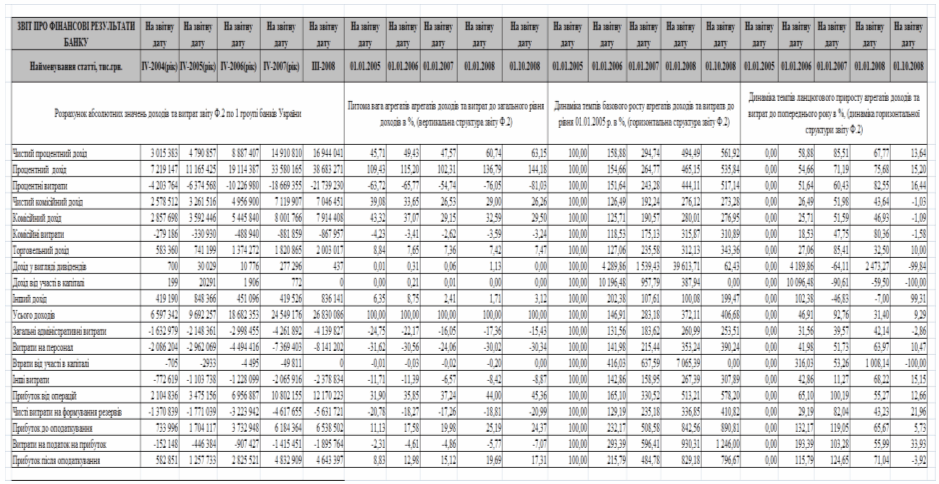 ЗВІТ ПРО ФІНАНСОВІ РЕЗУЛЬТАТИ БАНКУ На звітну дату На звітну дату На звітну дату На звітну дату На звітну дату На звітну дату На звітну дату На звітну дату На звітну дату На звітну дату На звітну дату На звітну дату На звітну дату На звітну дату На звітну дату На звітну дату На звітну дату На звітну дату На звітну дату На звітну дату
Найменування статті, тис.грн. IV-2004(рік) IV-2005(рік) IV-2006(рік) IV-2007(рік) III-2008 01.01.2005 01.01.2006 01.01.2007 01.01.2008 01.10.2008 01.01.2005 01.01.2006 01.01.2007 01.01.2008 01.10.2008 01.01.2005 01.01.2006 01.01.2007 01.01.2008 01.10.2008
Розрахунок абсолютних значень доходів та витрат звіту Ф.2 по 1 групі банків України
Питома вага агрегатів агрегатів доходів та витрат до загального рівня доходів в %, (вертикальна структура звіту Ф.2)
Динаміка темпів базового росту агрегатів доходів та витрать до рівня 01.01.2005 р. в %, (горизонтальна структура звіту Ф.2)
Динаміка темпів ланцюгового приросту агрегатів доходів та витрат до попереднього року в %, (динаміка горизонтальної структури звіту Ф.2)
Чистий процентний дохід 3 015 383 4 790 857 8 887 407 14 910 810 16 944 041 45,71 49,43 47,57 60,74 63,15 100,00 158,88 294,74 494,49 561,92 0,00 58,88 85,51 67,77 13,64
Процентний дохід 7 219 147 11 165 425 19 114 387 33 580 165 38 683 271 109,43 115,20 102,31 136,79 144,18 100,00 154,66 264,77 465,15 535,84 0,00 54,66 71,19 75,68 15,20
Процентні витрати -4 203 764 -6 374 568 -10 226 980 -18 669 355 -21 739 230 -63,72 -65,77 -54,74 -76,05 -81,03 100,00 151,64 243,28 444,11 517,14 0,00 51,64 60,43 82,55 16,44
Чистий комісійний дохід 2 578 512 3 261 516 4 956 900 7 119 907 7 046 451 39,08 33,65 26,53 29,00 26,26 100,00 126,49 192,24 276,12 273,28 0,00 26,49 51,98 43,64 -1,03
Комісійний дохід 2 857 698 3 592 446 5 445 840 8 001 766 7 914 408 43,32 37,07 29,15 32,59 29,50 100,00 125,71 190,57 280,01 276,95 0,00 25,71 51,59 46,93 -1,09
Комісійні витрати -279 186 -330 930 -488 940 -881 859 -867 957 -4,23 -3,41 -2,62 -3,59 -3,24 100,00 118,53 175,13 315,87 310,89 0,00 18,53 47,75 80,36 -1,58
Торговельний дохід 583 360 741 199 1 374 272 1 820 865 2 003 017 8,84 7,65 7,36 7,42 7,47 100,00 127,06 235,58 312,13 343,36 0,00 27,06 85,41 32,50 10,00
Дохід у вигляді дивідендів 700 30 029 10 776 277 296 437 0,01 0,31 0,06 1,13 0,00 100,00 4 289,86 1 539,43 39 613,71 62,43 0,00 4 189,86 -64,11 2 473,27 -99,84
Дохід від участі в капіталі 199 20291 1 906 772 0 0,00 0,21 0,01 0,00 0,00 100,00 10 196,48 957,79 387,94 0,00 0,00 10 096,48 -90,61 -59,50 -100,00
Інший дохід 419 190 848 366 451 096 419 526 836 141 6,35 8,75 2,41 1,71 3,12 100,00 202,38 107,61 100,08 199,47 0,00 102,38 -46,83 -7,00 99,31
Усього доходів 6 597 342 9 692 257 18 682 353 24 549 176 26 830 086 100,00 100,00 100,00 100,00 100,00 100,00 146,91 283,18 372,11 406,68 0,00 46,91 92,76 31,40 9,29
Загальні адміністративні витрати -1 632 979 -2 148 361 -2 998 455 -4 261 892 -4 139 827 -24,75 -22,17 -16,05 -17,36 -15,43 100,00 131,56 183,62 260,99 253,51 0,00 31,56 39,57 42,14 -2,86
Витрати на персонал -2 086 204 -2 962 069 -4 494 416 -7 369 403 -8 141 202 -31,62 -30,56 -24,06 -30,02 -30,34 100,00 141,98 215,44 353,24 390,24 0,00 41,98 51,73 63,97 10,47
Втрати від участі в капіталі -705 -2933 -4 495 -49 811 0 -0,01 -0,03 -0,02 -0,20 0,00 100,00 416,03 637,59 7 065,39 0,00 0,00 316,03 53,26 1 008,14 -100,00
Інші витрати -772 619 -1 103 738 -1 228 099 -2 065 916 -2 378 834 -11,71 -11,39 -6,57 -8,42 -8,87 100,00 142,86 158,95 267,39 307,89 0,00 42,86 11,27 68,22 15,15
Прибуток від операцій 2 104 836 3 475 156 6 956 887 10 802 155 12 170 223 31,90 35,85 37,24 44,00 45,36 100,00 165,10 330,52 513,21 578,20 0,00 65,10 100,19 55,27 12,66
Чисті витрати на формування резервів -1 370 839 -1 771 039 -3 223 942 -4 617 655 -5 631 721 -20,78 -18,27 -17,26 -18,81 -20,99 100,00 129,19 235,18 336,85 410,82 0,00 29,19 82,04 43,23 21,96
Прибуток до оподаткування 733 996 1 704 117 3 732 948 6 184 364 6 538 502 11,13 17,58 19,98 25,19 24,37 100,00 232,17 508,58 842,56 890,81 0,00 132,17 119,05 65,67 5,73
Витрати на податок на прибуток -152 148 -446 384 -907 427 -1 415 451 -1 895 764 -2,31 -4,61 -4,86 -5,77 -7,07 100,00 293,39 596,41 930,31 1 246,00 0,00 193,39 103,28 55,99 33,93
Прибуток після оподаткування 582 851 1 257 733 2 825 521 4 832 909 4 643 397 8,83 12,98 15,12 19,69 17,31 100,00 215,79 484,78 829,18 796,67 0,00 115,79 124,65 71,04 -3,92